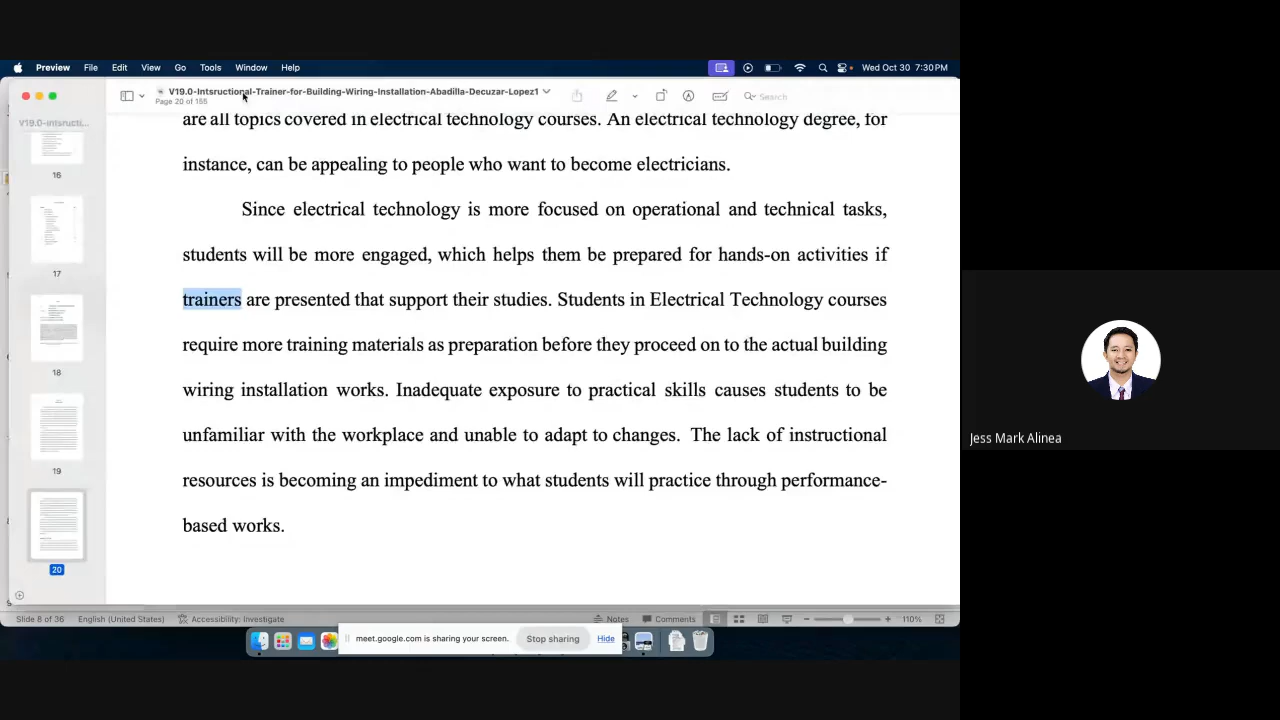 Preview File Edit View Go Tools Window Help Wed Oct 30 7:30 PM
V19.0-Intsructional-Trainer-for-Building-Wiring-Installation-Abadilla-Decuzar-Lopez1
Page 20 of 155
Search
V19.0-Intsructi...
are all topics covered in electrical technology courses. An electrical technology degree, for
instance, can be appealing to people who want to become electricians.
Since electrical technology is more focused on operational and technical tasks,
students will be more engaged, which helps them be prepared for hands-on activities if
trainers are presented that support their studies. Students in Electrical Technology courses
require more training materials as preparation before they proceed on to the actual building
wiring installation works. Inadequate exposure to practical skills causes students to be
unfamiliar with the workplace and unable to adapt to changes. The lack of instructional
resources is becoming an impediment to what students will practice through performance-
based works.
16
17
18
19
20
Slide 8 of 36 English (United States) Accessibility: Investigate Notes Comments 110%
meet.google.com is sharing your screen. Stop sharing Hide
Jess Mark Alinea